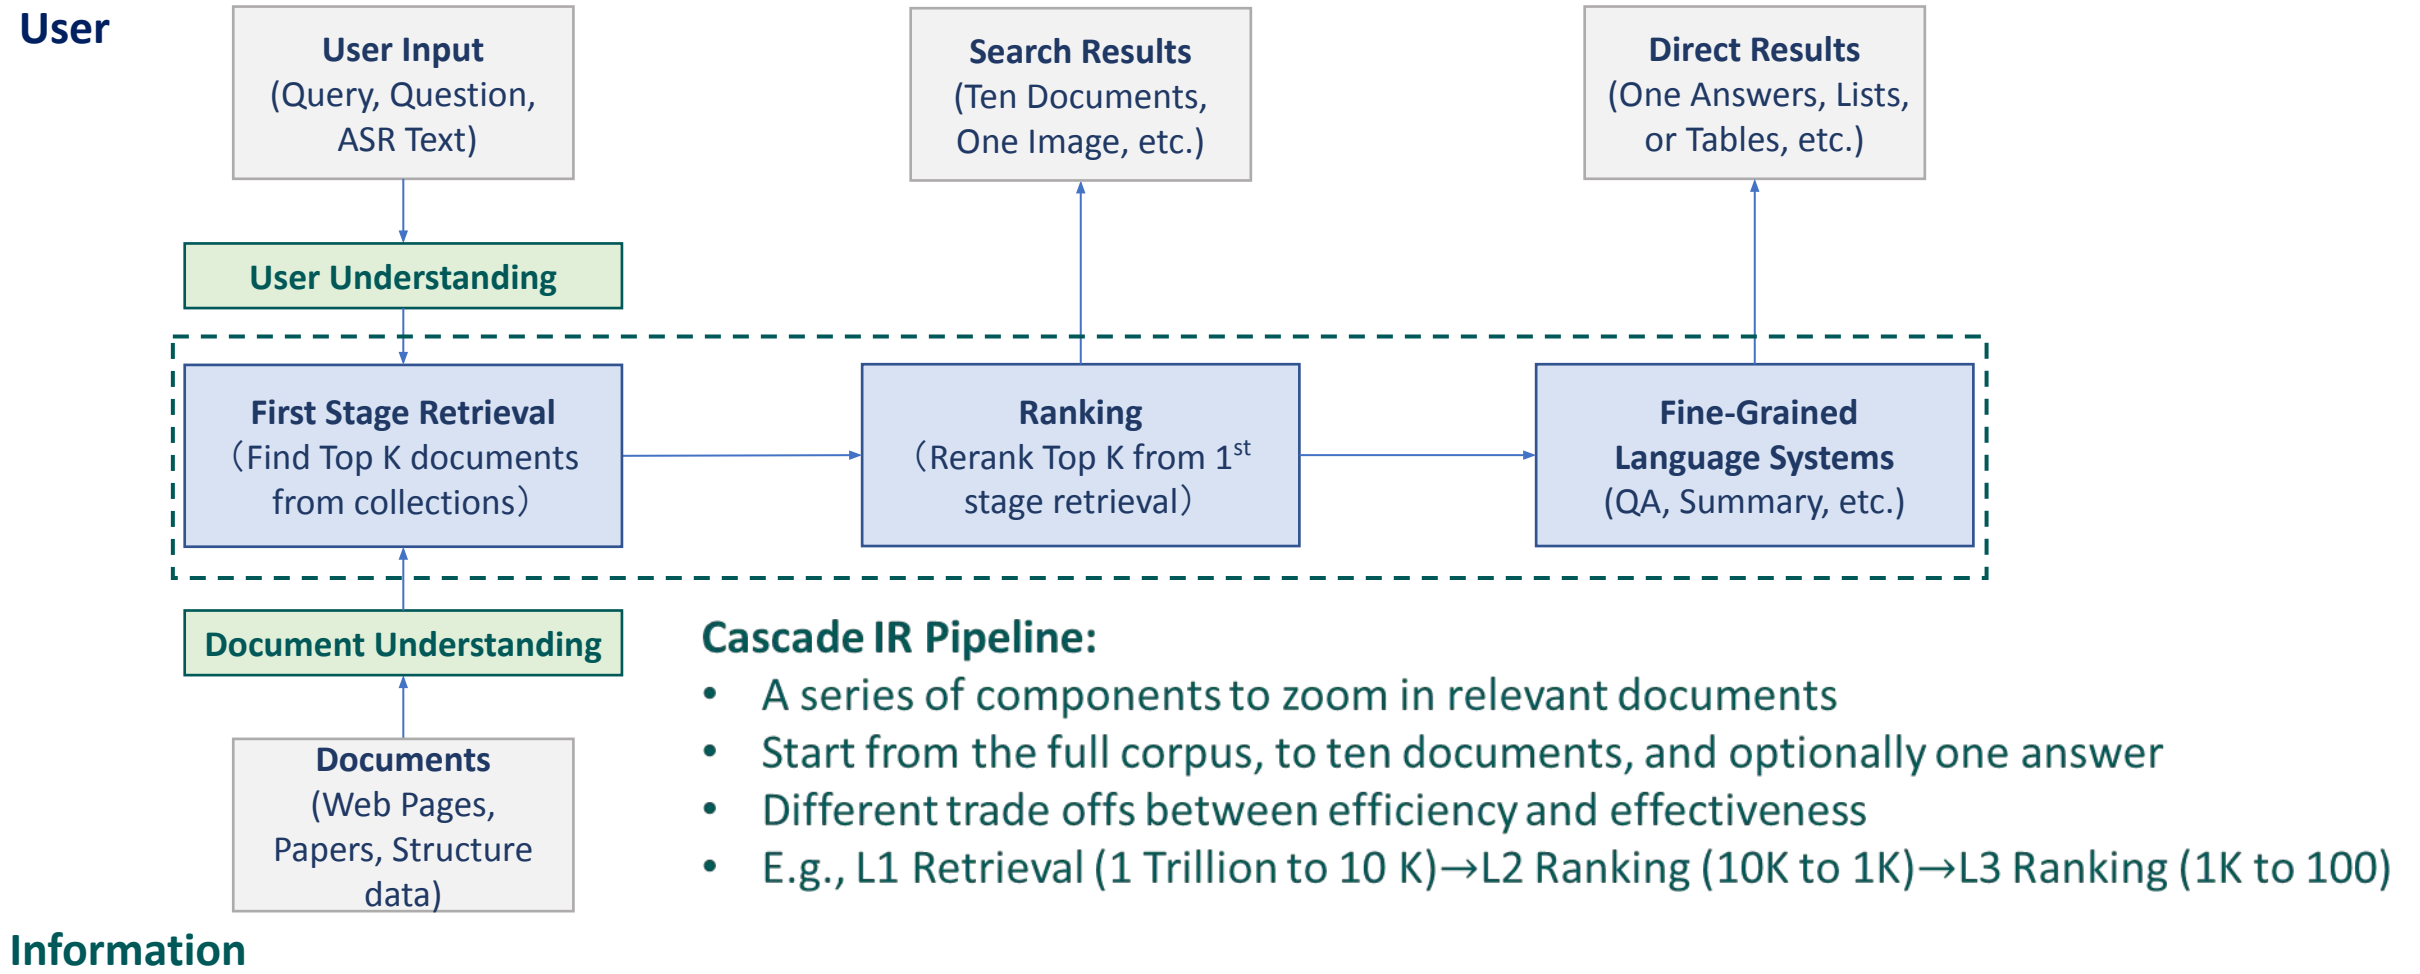 User
User Input
(Query, Question,
ASR Text)
Search Results
(Ten Documents,
One Image, etc.)
Direct Results
(One Answers, Lists,
or Tables, etc.)
User Understanding
First Stage Retrieval
（Find Top K documents
from collections）
Ranking
（Rerank Top K from 1st
stage retrieval）
Fine-Grained
Language Systems
(QA, Summary, etc.)
Document Understanding
Documents
(Web Pages,
Papers, Structure
data)
Cascade IR Pipeline:
• A series of components to zoom in relevant documents
• Start from the full corpus, to ten documents, and optionally one answer
• Different trade offs between efficiency and effectiveness
• E.g., L1 Retrieval (1 Trillion to 10 K)→L2 Ranking (10K to 1K)→L3 Ranking (1K to 100)
Information